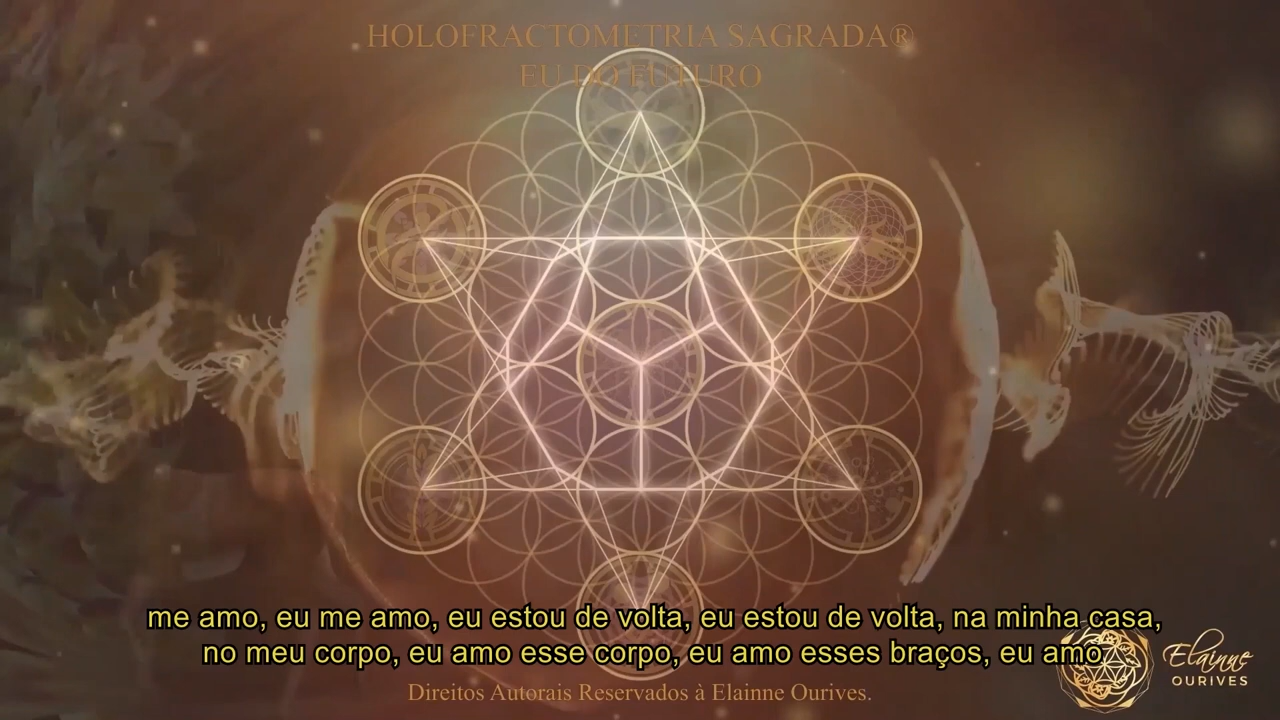 HOLOFRACTOMETRIA SAGRADA®
EU DO FUTURO
me amo, eu me amo, eu estou de volta, eu estou de volta, na minha casa,
no meu corpo, eu amo esse corpo, eu amo esses braços, eu amo
Elainne
OURIVES
Direitos Autorais Reservados à Elainne Ourives.